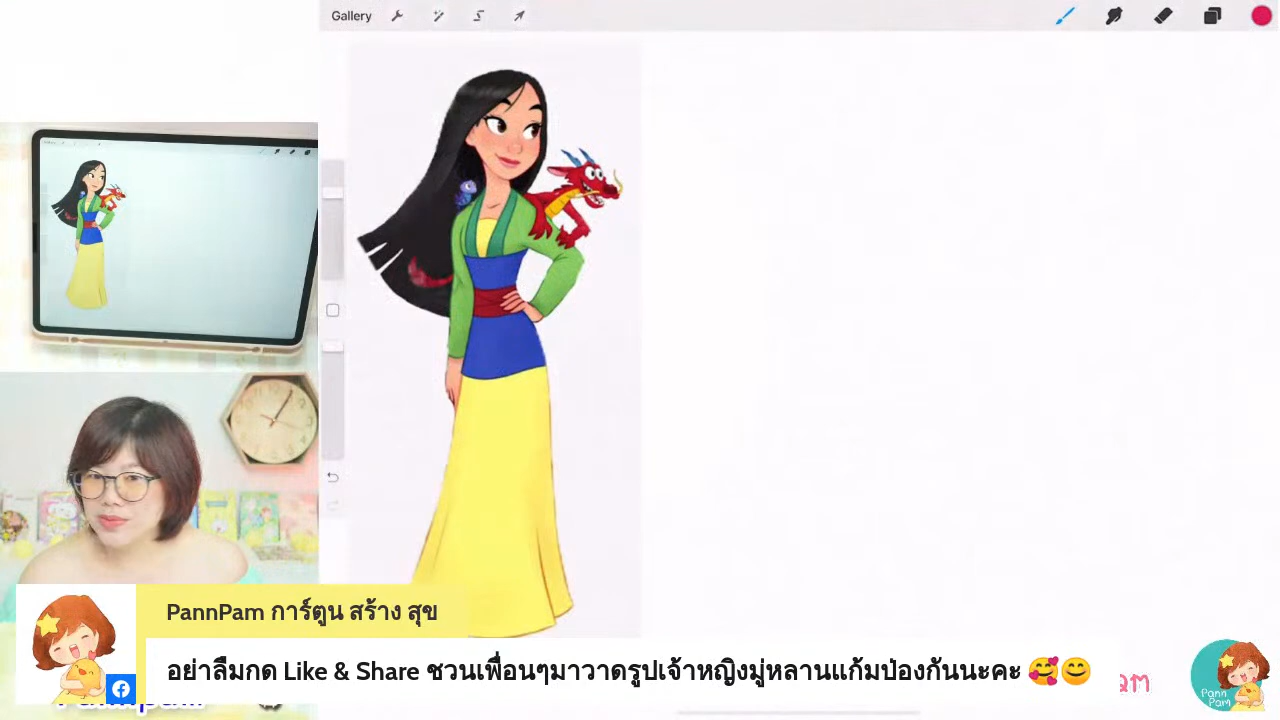 Gallery
PannPam การ์ตูน สร้าง สุข
อย่าลืมกด Like & Share ชวนเพื่อนๆมาวาดรูปเจ้าหญิงมู่หลานแก้มป่องกันนะคะ 🥰😊
Pann
Pam